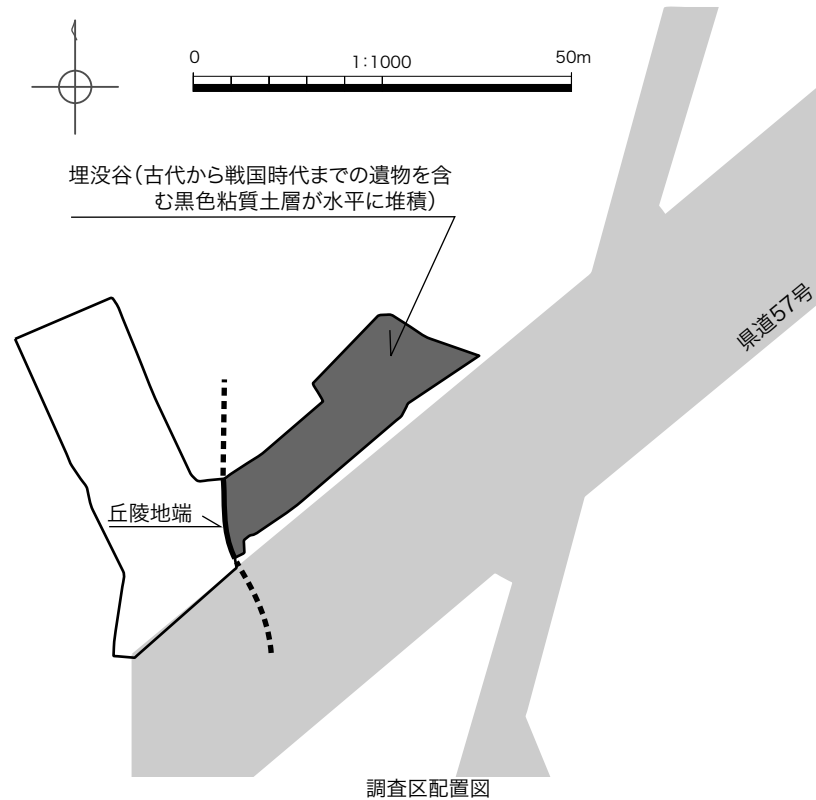 0 1:1000 50m
埋没谷（古代から戦国時代までの遺物を含
む黒色粘質土層が水平に堆積）
県道57号
丘陵地端
調査区配置図